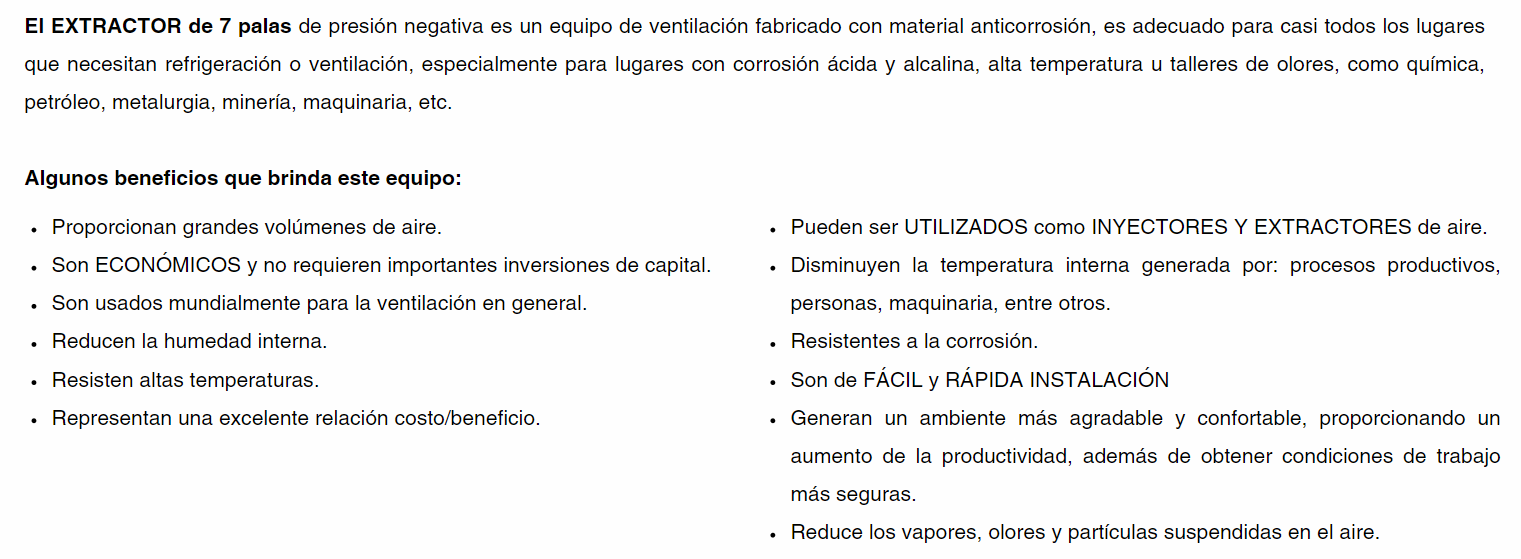 El EXTRACTOR de 7 palas de presión negativa es un equipo de ventilación fabricado con material anticorrosión, es adecuado para casi todos los lugares
que necesitan refrigeración o ventilación, especialmente para lugares con corrosión ácida y alcalina, alta temperatura u talleres de olores, como química,
petróleo, metalurgia, minería, maquinaria, etc.
Algunos beneficios que brinda este equipo:
• Proporcionan grandes volúmenes de aire.
• Son ECONÓMICOS y no requieren importantes inversiones de capital.
• Son usados mundialmente para la ventilación en general.
• Reducen la humedad interna.
• Resisten altas temperaturas.
• Representan una excelente relación costo/beneficio.
• Pueden ser UTILIZADOS como INYECTORES Y EXTRACTORES de aire.
• Disminuyen la temperatura interna generada por: procesos productivos,
personas, maquinaria, entre otros.
• Resistentes a la corrosión.
• Son de FÁCIL y RÁPIDA INSTALACIÓN
• Generan un ambiente más agradable y confortable, proporcionando un
aumento de la productividad, además de obtener condiciones de trabajo
más seguras.
• Reduce los vapores, olores y partículas suspendidas en el aire.